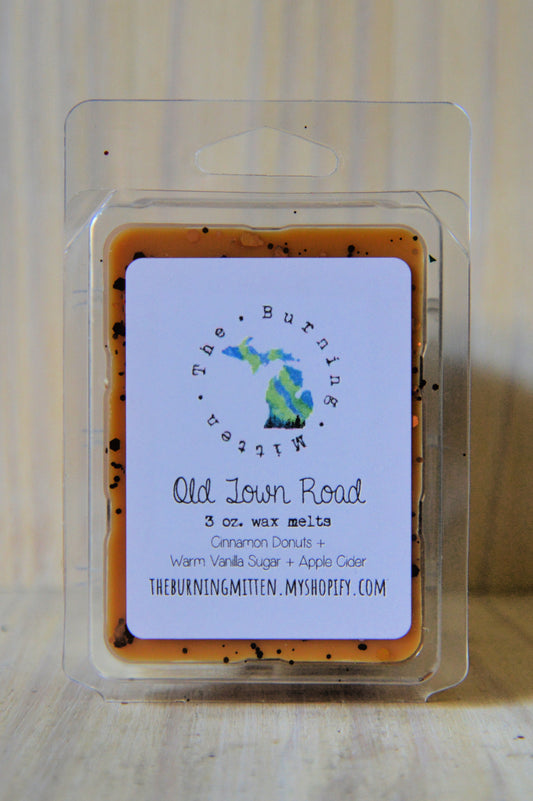 · The · Burning · Mitten
Old Town Road
3 oz. wax melts
Cinnamon Donuts +
Warm Vanilla Sugar + Apple Cider
THEBURNINGMITTEN.MYSHOPIFY.COM